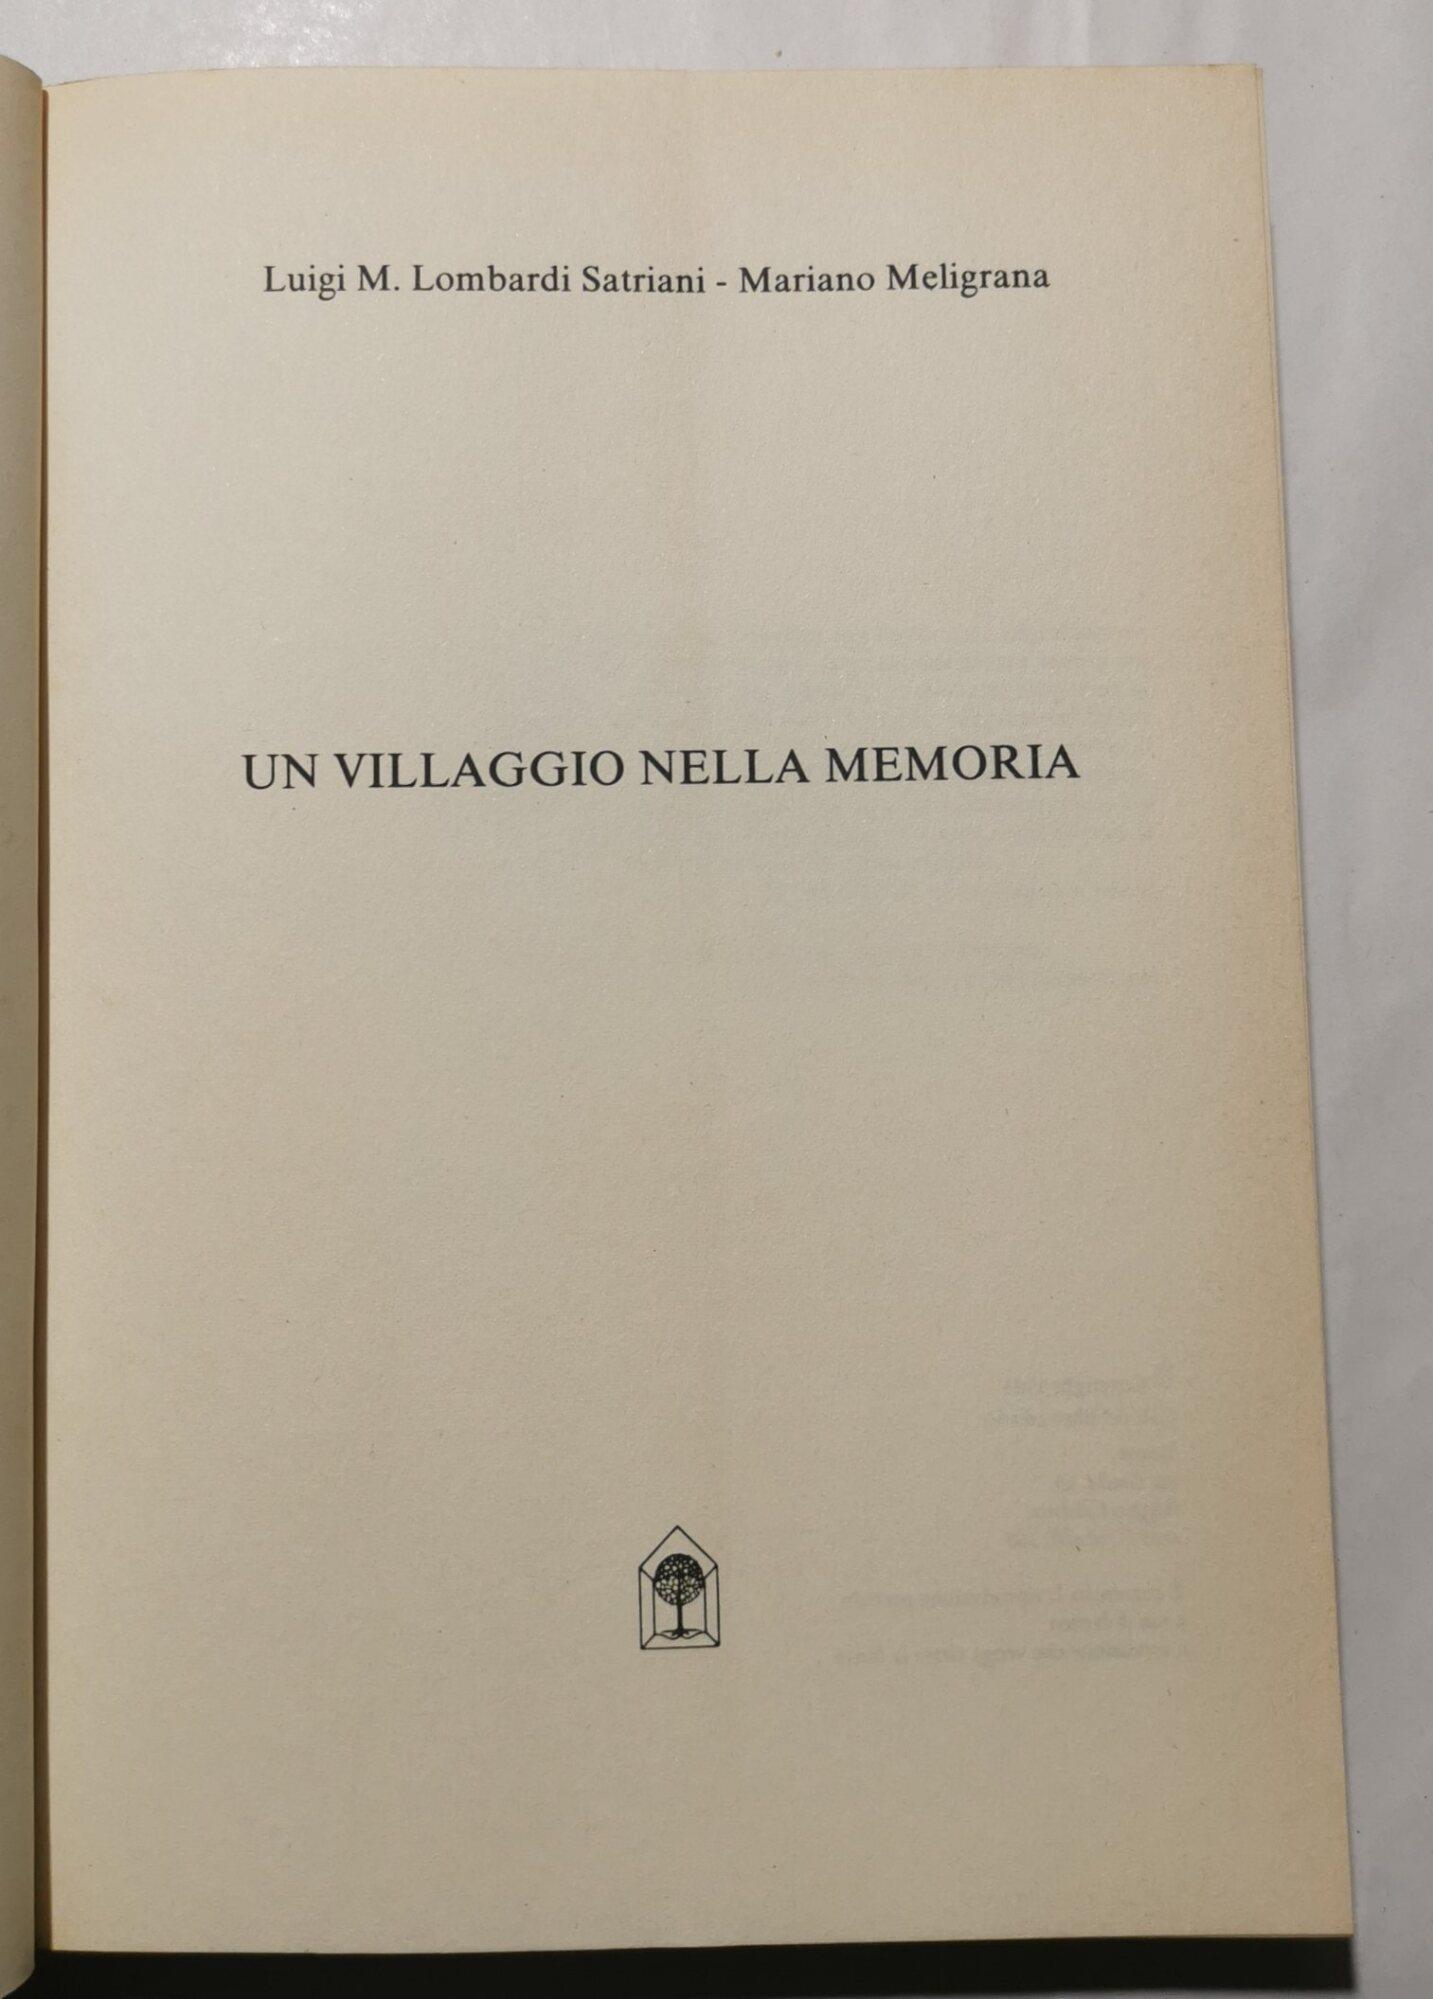 Luigi M. Lombardi Satriani - Mariano Meligrana
UN VILLAGGIO NELLA MEMORIA